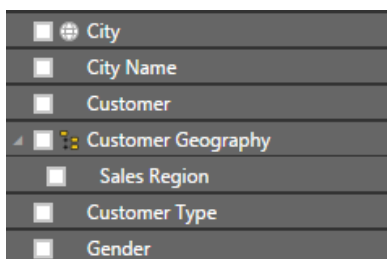 City
City Name
Customer
Customer Geography
Sales Region
Customer Type
Gender